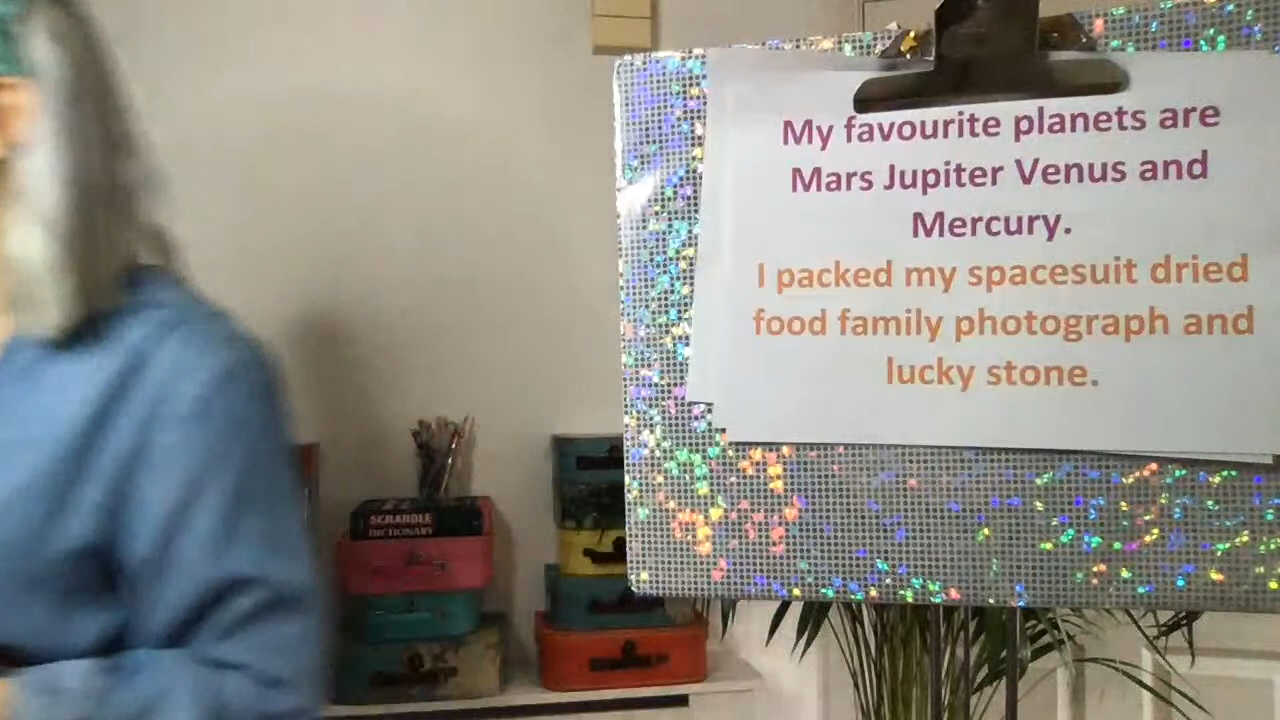 My favourite planets are
Mars Jupiter Venus and
Mercury.
I packed my spacesuit dried
food family photograph and
lucky stone.
SCRABBLE
DICTIONARY